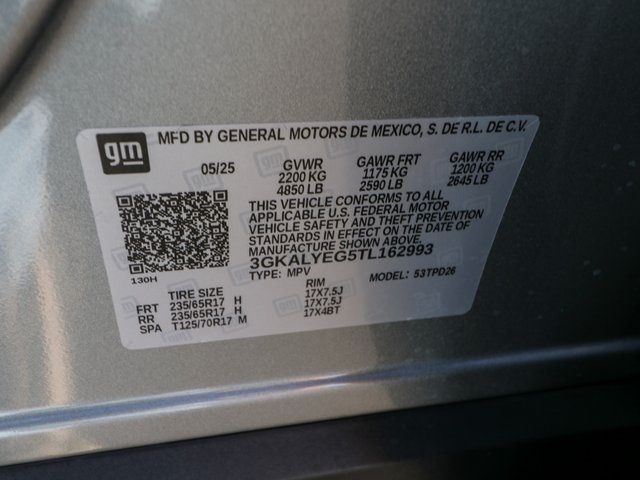 gm
MFD BY GENERAL MOTORS DE MEXICO, S. DE R.L. DE C.V.
05/25 GVWR GAWR FRT GAWR RR
2200 KG 1175 KG 1200 KG
4850 LB 2590 LB 2645 LB
THIS VEHICLE CONFORMS TO ALL
APPLICABLE U.S. FEDERAL MOTOR
VEHICLE SAFETY AND THEFT PREVENTION
STANDARDS IN EFFECT ON THE DATE OF
MANUFACTURE SHOWN ABOVE.
3GKALYEG5TL162993
130H TYPE: MPV MODEL: 53TPD26
TIRE SIZE RIM
FRT 235/65R17 H 17X7.5J
RR 235/65R17 H 17X7.5J
SPA T125/70R17 M 17X4BT